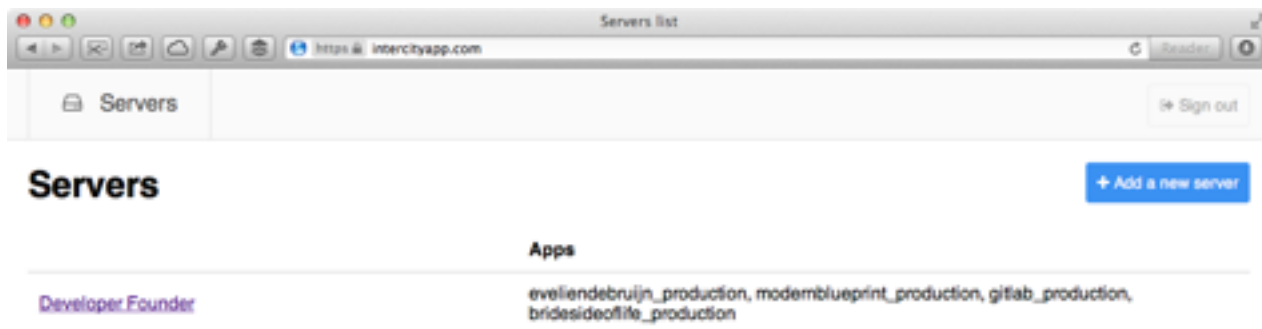 Servers list
https intercityapp.com
Reader
Servers
Sign out
Servers
+ Add a new server
Apps
Developer Founder
eveliendebruijn_production, modernblueprint_production, gitlab_production,
bridesideoflife_production